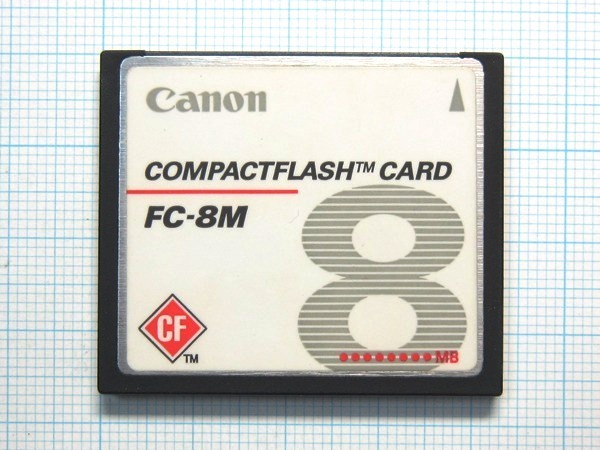 Canon
COMPACTFLASH™ CARD
FC-8M
8
MB
CF
TM